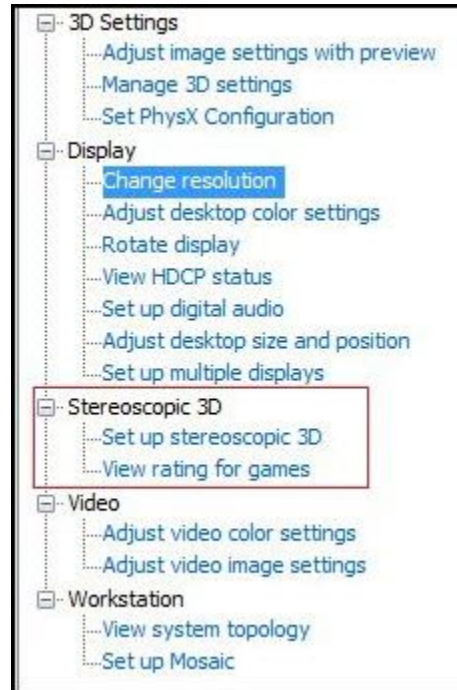 3D Settings
Adjust image settings with preview
Manage 3D settings
Set PhysX Configuration
Display
Change resolution
Adjust desktop color settings
Rotate display
View HDCP status
Set up digital audio
Adjust desktop size and position
Set up multiple displays
Stereoscopic 3D
Set up stereoscopic 3D
View rating for games
Video
Adjust video color settings
Adjust video image settings
Workstation
View system topology
Set up Mosaic